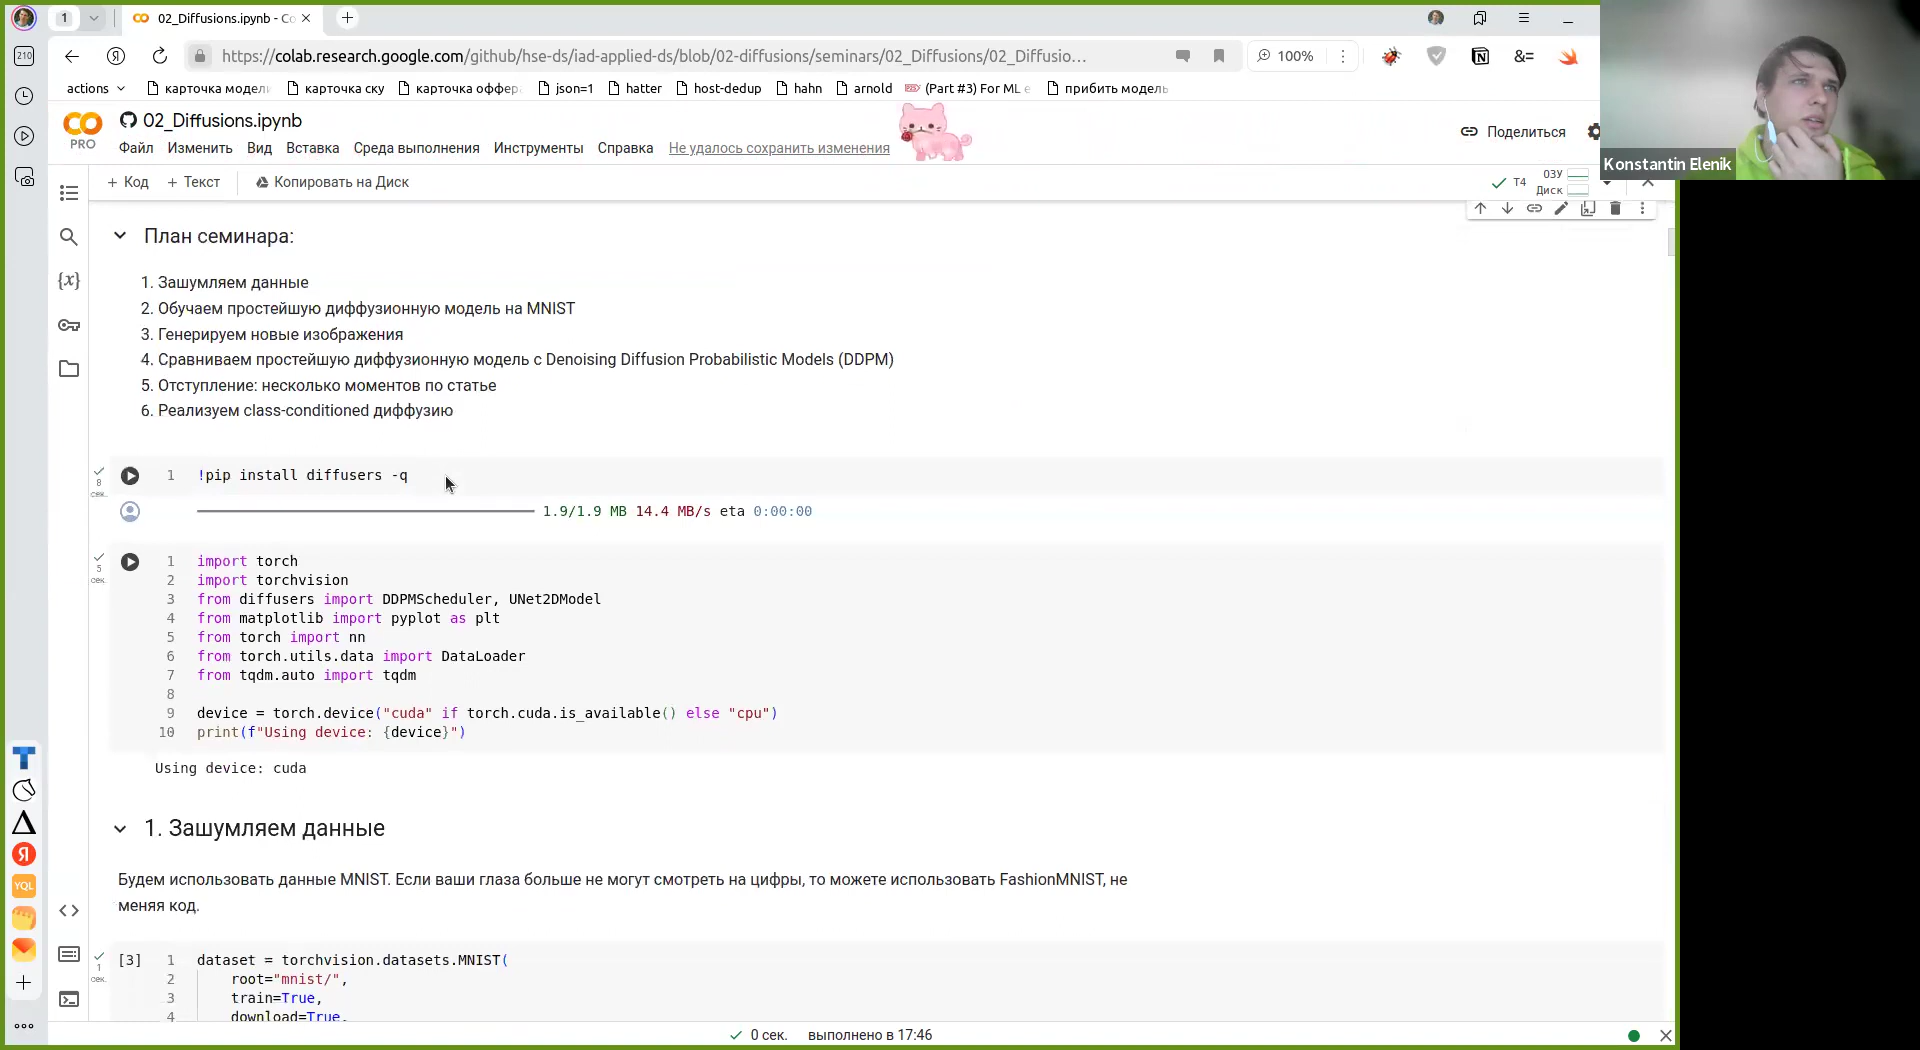 1
02_Diffusions.ipynb - Co
210
https://colab.research.google.com/github/hse-ds/iad-applied-ds/blob/02-diffusions/seminars/02_Diffusions/02_Diffusio...
100%
actions
карточка модели
карточка ску
карточка оффер
json=1
hatter
host-dedup
hahn
arnold
(Part #3) For ML e
прибить модель
PRO
02_Diffusions.ipynb
Файл Изменить Вид Вставка Среда выполнения Инструменты Справка Не удалось сохранить изменения
Поделиться
Konstantin Elenik
+ Код + Текст Копировать на Диск
T4 ОЗУ
Диск
План семинара:
1. Зашумляем данные
2. Обучаем простейшую диффузионную модель на MNIST
3. Генерируем новые изображения
4. Сравниваем простейшую диффузионную модель с Denoising Diffusion Probabilistic Models (DDPM)
5. Отступление: несколько моментов по статье
6. Реализуем class-conditioned диффузию
8 сек.
1 !pip install diffusers -q
1.9/1.9 MB 14.4 MB/s eta 0:00:00
5 сек.
1 import torch
2 import torchvision
3 from diffusers import DDPMScheduler, UNet2DModel
4 from matplotlib import pyplot as plt
5 from torch import nn
6 from torch.utils.data import DataLoader
7 from tqdm.auto import tqdm
8
9 device = torch.device("cuda" if torch.cuda.is_available() else "cpu")
10 print(f"Using device: {device}")
Using device: cuda
1. Зашумляем данные
Будем использовать данные MNIST. Если ваши глаза больше не могут смотреть на цифры, то можете использовать FashionMNIST, не
меняя код.
1 сек.
[3] 1 dataset = torchvision.datasets.MNIST(
2 root="mnist/",
3 train=True,
4 download=True,
YQL
0 сек. выполнено в 17:46